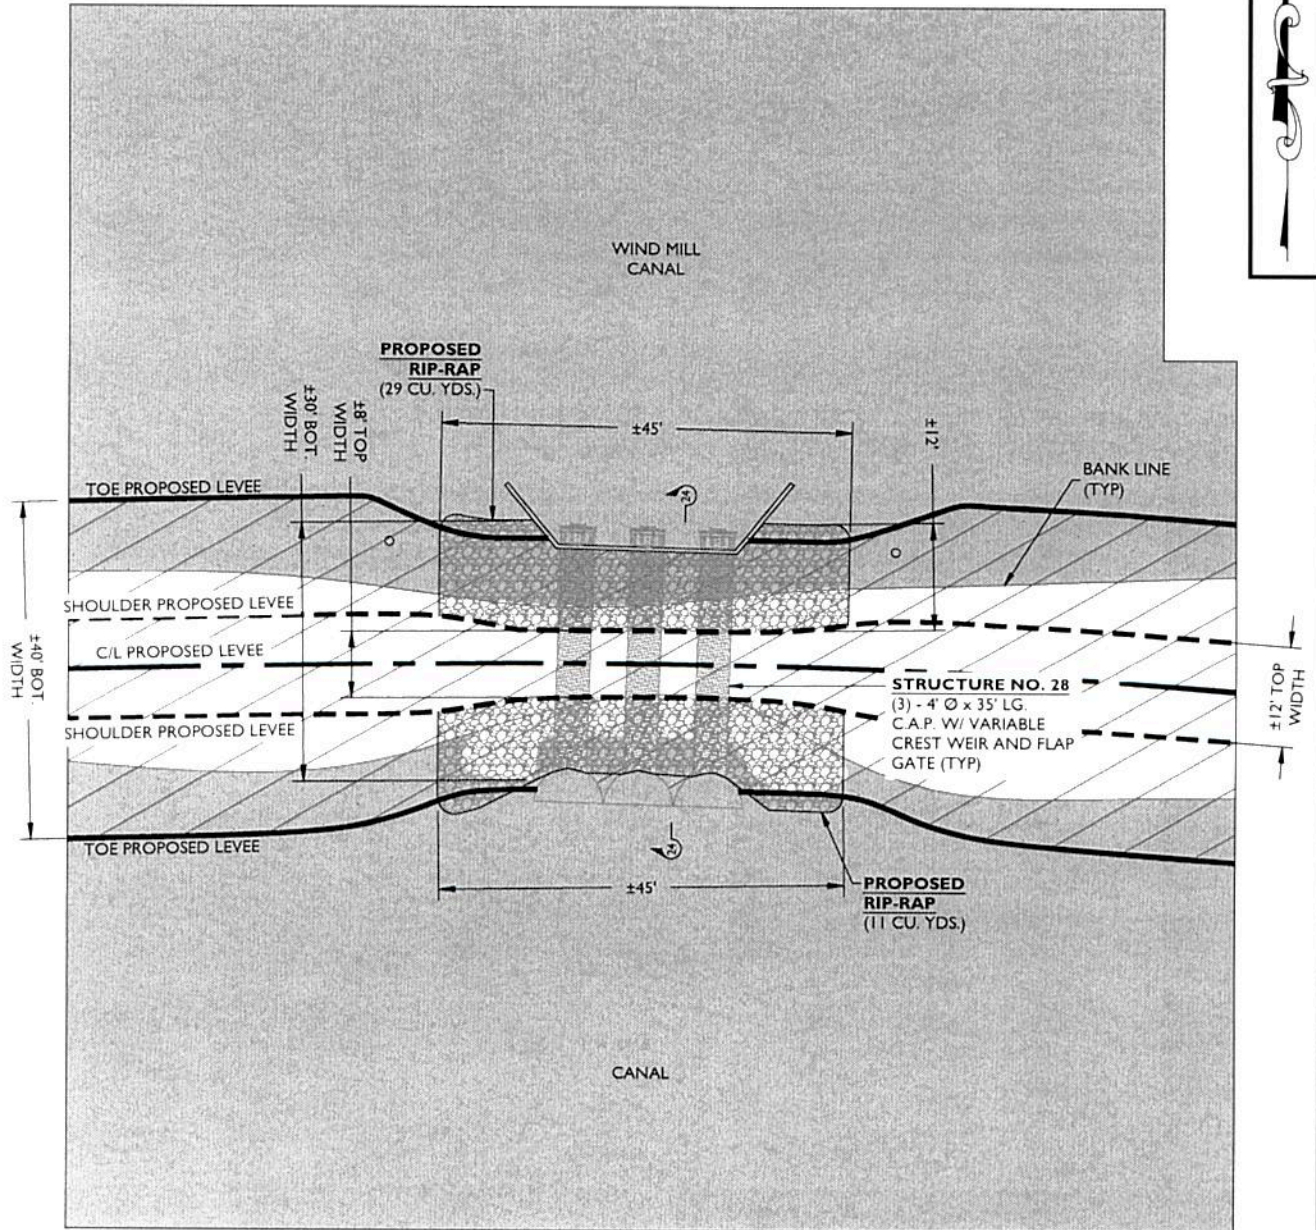 WIND MILL
CANAL
PROPOSED
RIP-RAP
(29 CU. YDS.)
±30' BOT.
WIDTH
±8' TOP
WIDTH
±45'
±12'
BANK LINE
(TYP)
TOE PROPOSED LEVEE
24
SHOULDER PROPOSED LEVEE
C/L PROPOSED LEVEE
±40' BOT.
WIDTH
STRUCTURE NO. 28
(3) - 4' Ø x 35' LG.
C.A.P. W/ VARIABLE
CREST WEIR AND FLAP
GATE (TYP)
±12' TOP
WIDTH
SHOULDER PROPOSED LEVEE
TOE PROPOSED LEVEE
24
±45'
PROPOSED
RIP-RAP
(11 CU. YDS.)
CANAL